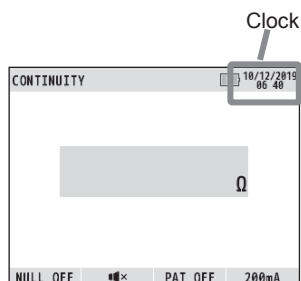 Clock
CONTINUITY 10/12/2019
06 40
Ω
NULL OFF × PAT OFF 200mA